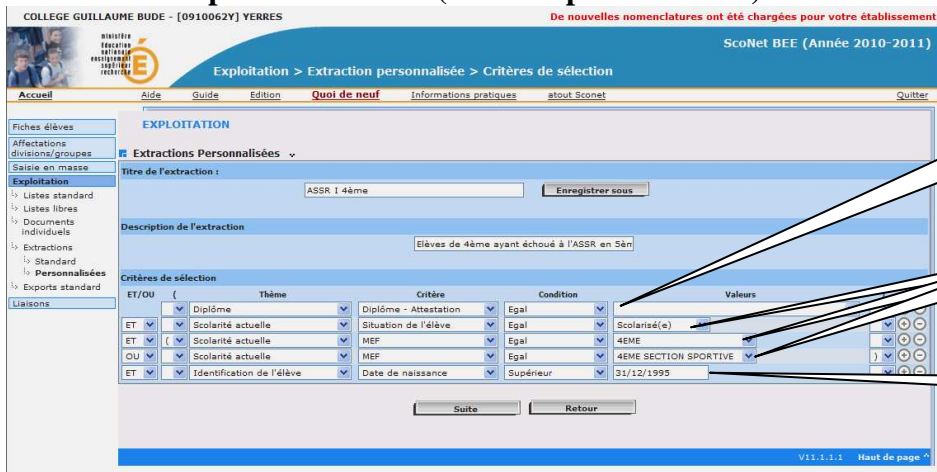 COLLEGE GUILLAUME BUDE - [0910062Y] YERRES
De nouvelles nomenclatures ont été chargées pour votre établissement
ScoNet BEE (Année 2010-2011)
Exploitation > Extraction personnalisée > Critères de sélection
Accueil Aide Guide Edition Quoi de neuf Informations pratiques atout Sconet Quitter
Fiches élèves
Affectations
divisions/groupes
Saisie en masse
Exploitation
Listes standard
Listes libres
Documents
individuels
Extractions
Standard
Personnalisées
Exports standard
Liaisons
EXPLOITATION
Extractions Personnalisées
Titre de l'extraction :
ASSR I 4ème Enregistrer sous
Description de l'extraction
Elèves de 4ème ayant échoué à l'ASSR en 5èm
Critères de sélection
ET/OU ( Thème Critère Condition Valeurs
Diplôme Diplôme - Attestation Egal
ET Scolarité actuelle Situation de l'élève Egal Scolarisé(e)
ET ( Scolarité actuelle MEF Egal 4EME
OU Scolarité actuelle MEF Egal 4EME SECTION SPORTIVE )
ET Identification de l'élève Date de naissance Supérieur 31/12/1995
Suite Retour
V11.1.1.1 Haut de page ^